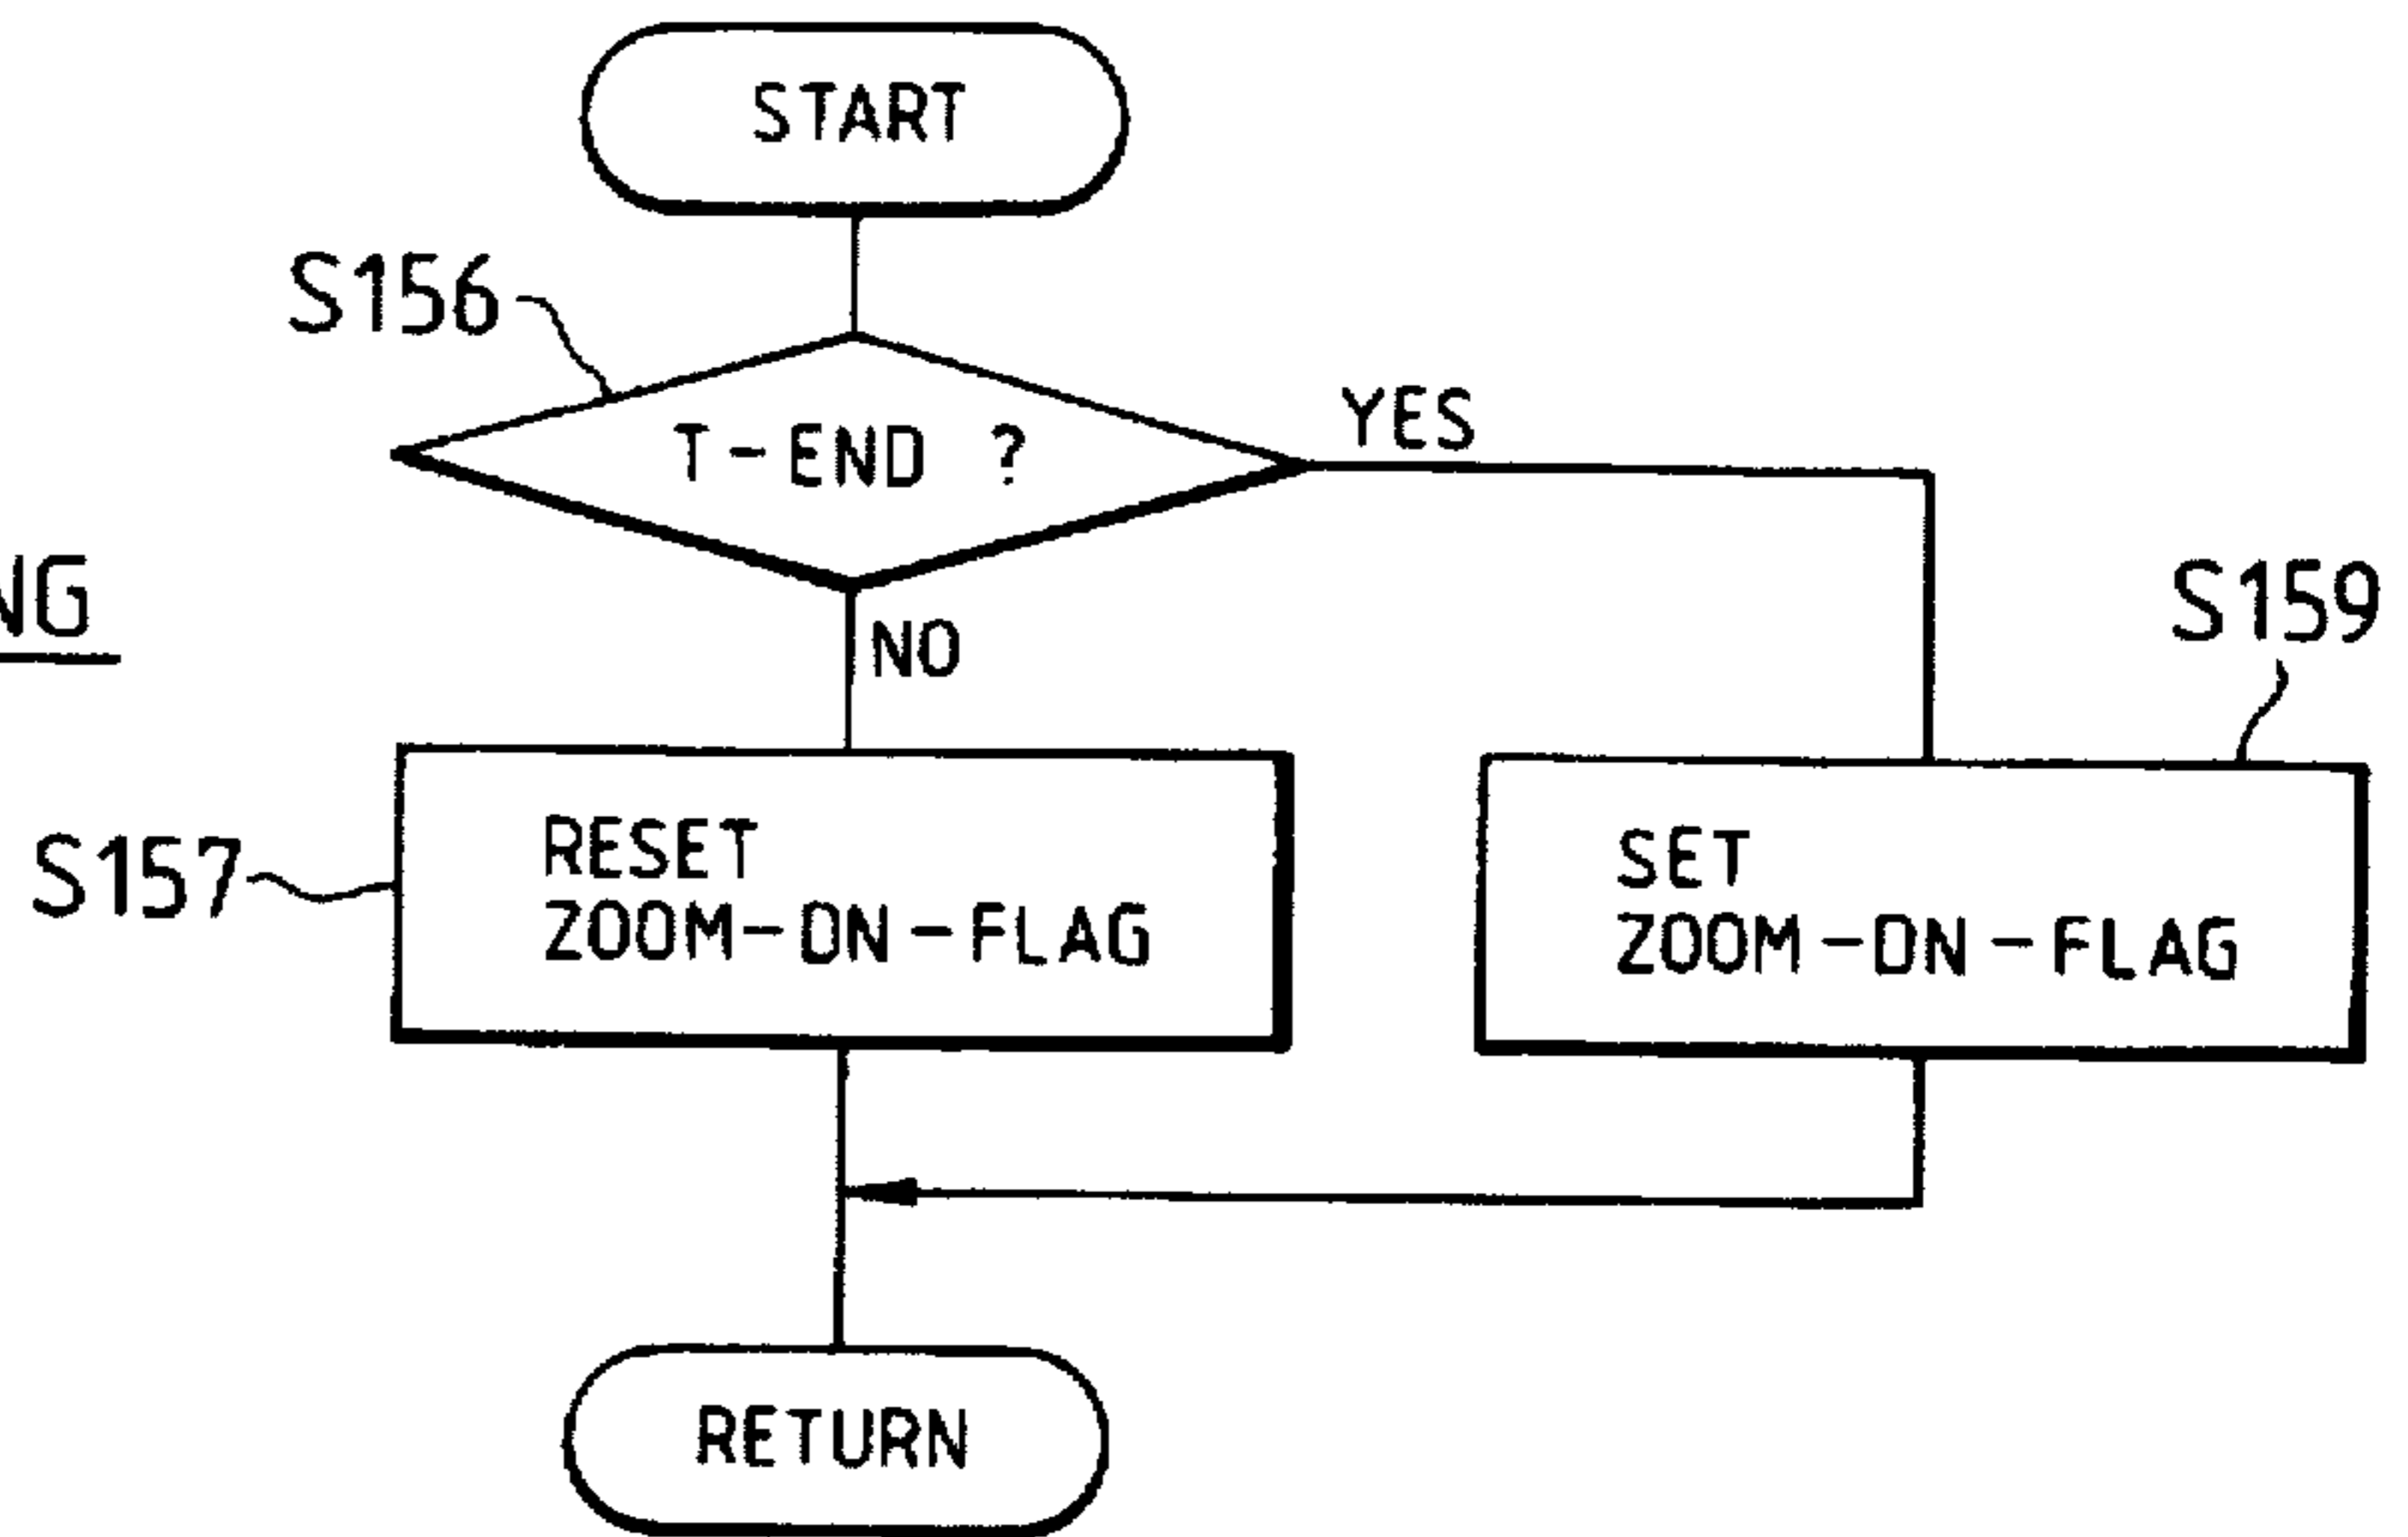 START
S156
T-END ?
YES
NO
S159
S157
RESET
ZOOM-ON-FLAG
SET
ZOOM-ON-FLAG
RETURN